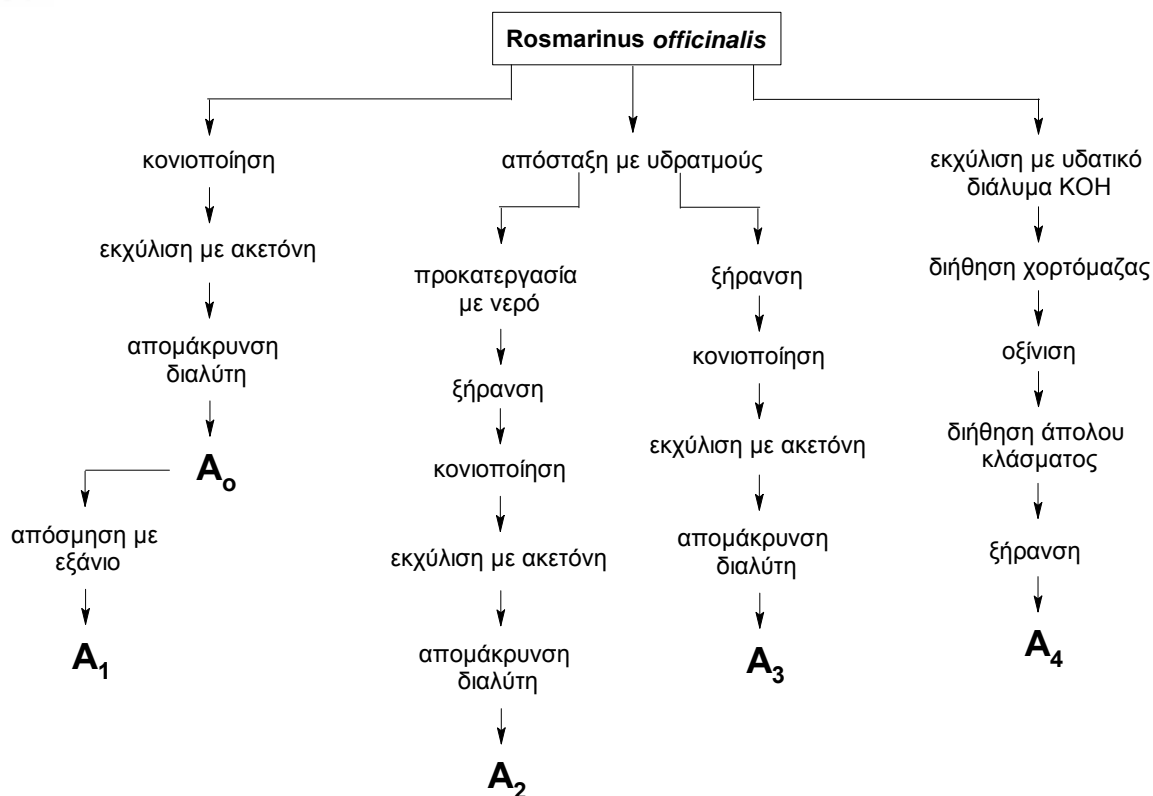 Rosmarinus officinalis
κονιοποίηση
εκχύλιση με ακετόνη
απομάκρυνση
διαλύτη
Aο
απόσμηση με
εξάνιο
A1
απόσταξη με υδρατμούς
προκατεργασία
με νερό
ξήρανση
κονιοποίηση
εκχύλιση με ακετόνη
απομάκρυνση
διαλύτη
A2
ξήρανση
κονιοποίηση
εκχύλιση με ακετόνη
απομάκρυνση
διαλύτη
A3
εκχύλιση με υδατικό
διάλυμα ΚΟΗ
διήθηση χορτόμαζας
οξίνιση
διήθηση άπολου
κλάσματος
ξήρανση
A4